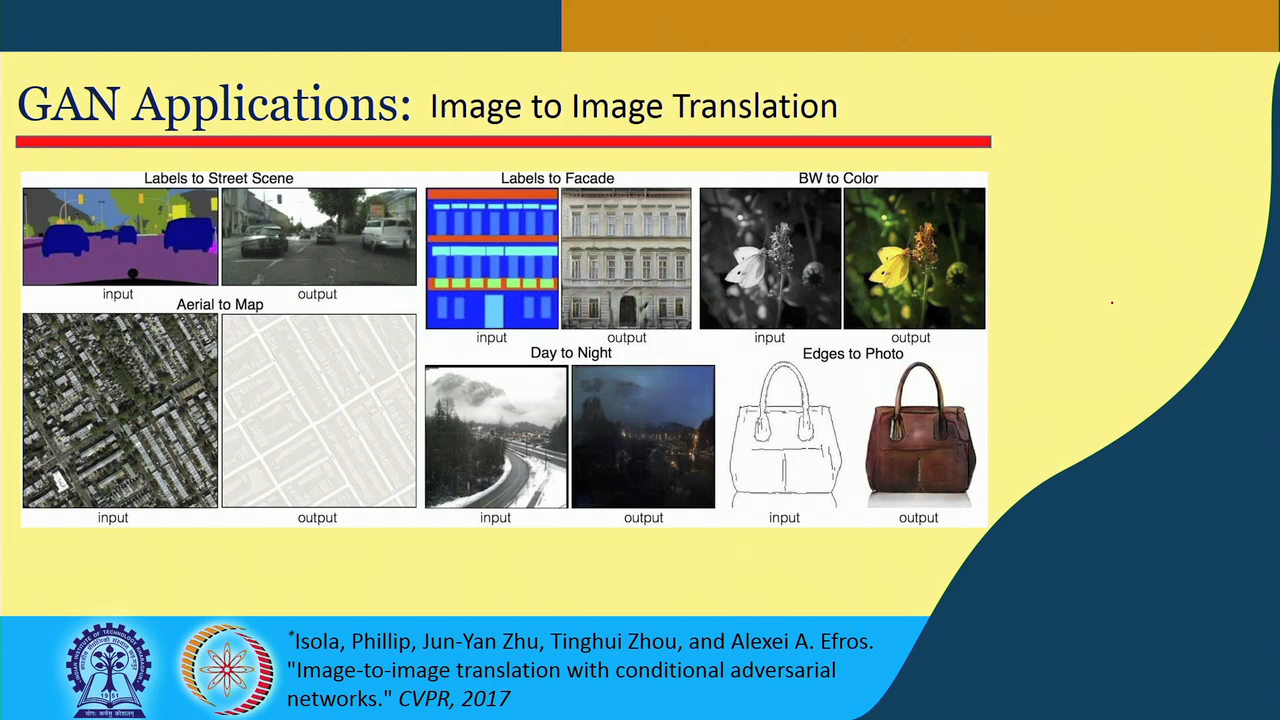 GAN Applications: Image to Image Translation
Labels to Street Scene
input
output
Aerial to Map
input
output
Labels to Facade
input
output
BW to Color
input
output
Day to Night
input
output
Edges to Photo
input
output
*Isola, Phillip, Jun-Yan Zhu, Tinghui Zhou, and Alexei A. Efros.
"Image-to-image translation with conditional adversarial
networks." CVPR, 2017
1951